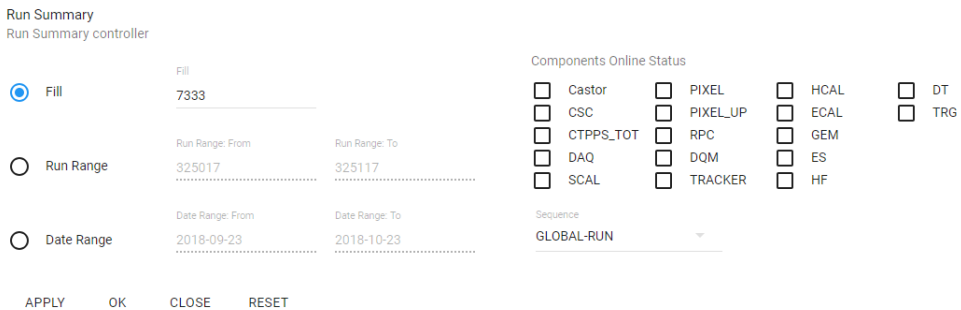 Run Summary
Run Summary controller
Fill
Fill
7333
Run Range
Run Range: From
325017
Run Range: To
325117
Date Range
Date Range: From
2018-09-23
Date Range: To
2018-10-23
Components Online Status
Castor PIXEL HCAL DT
CSC PIXEL_UP ECAL TRG
CTPPS_TOT RPC GEM
DAQ DQM ES
SCAL TRACKER HF
Sequence
GLOBAL-RUN
APPLY OK CLOSE RESET